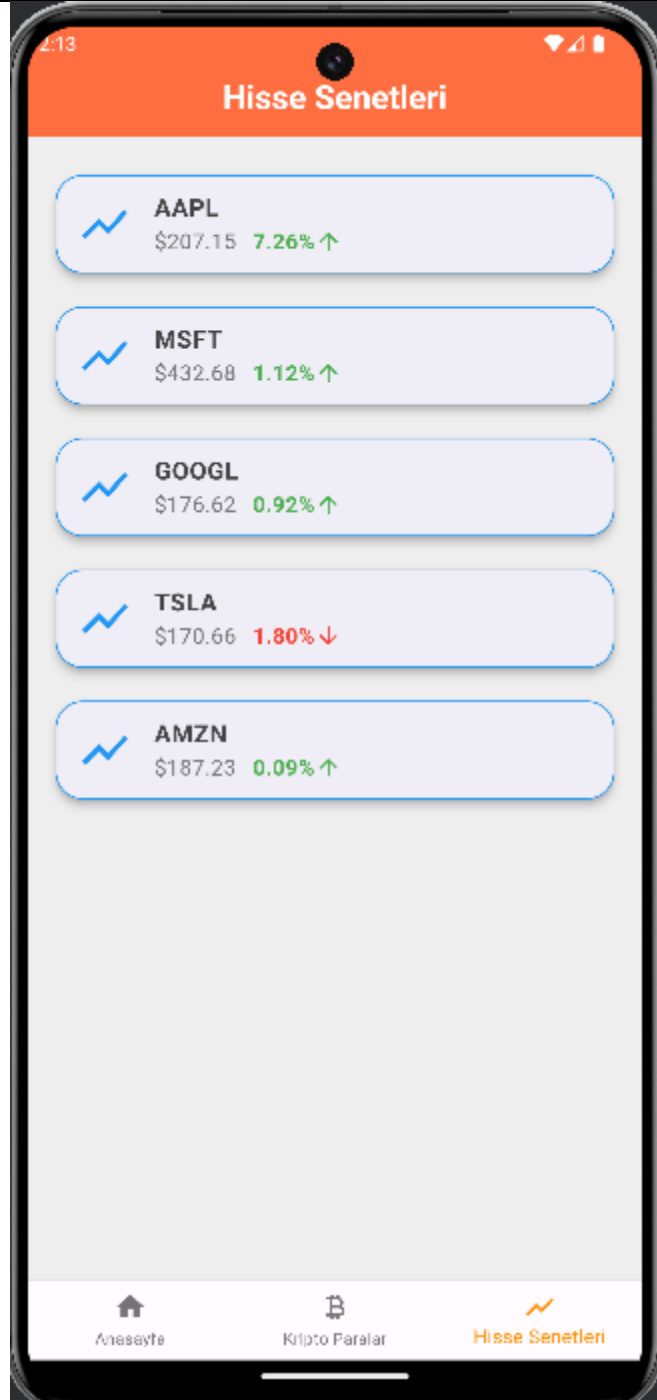 2:13
Hisse Senetleri
AAPL
$207.15 7.26%↑
MSFT
$432.68 1.12%↑
GOOGL
$176.62 0.92%↑
TSLA
$170.66 1.80%↓
AMZN
$187.23 0.09%↑
Anasayfa Kripto Paralar Hisse Senetleri